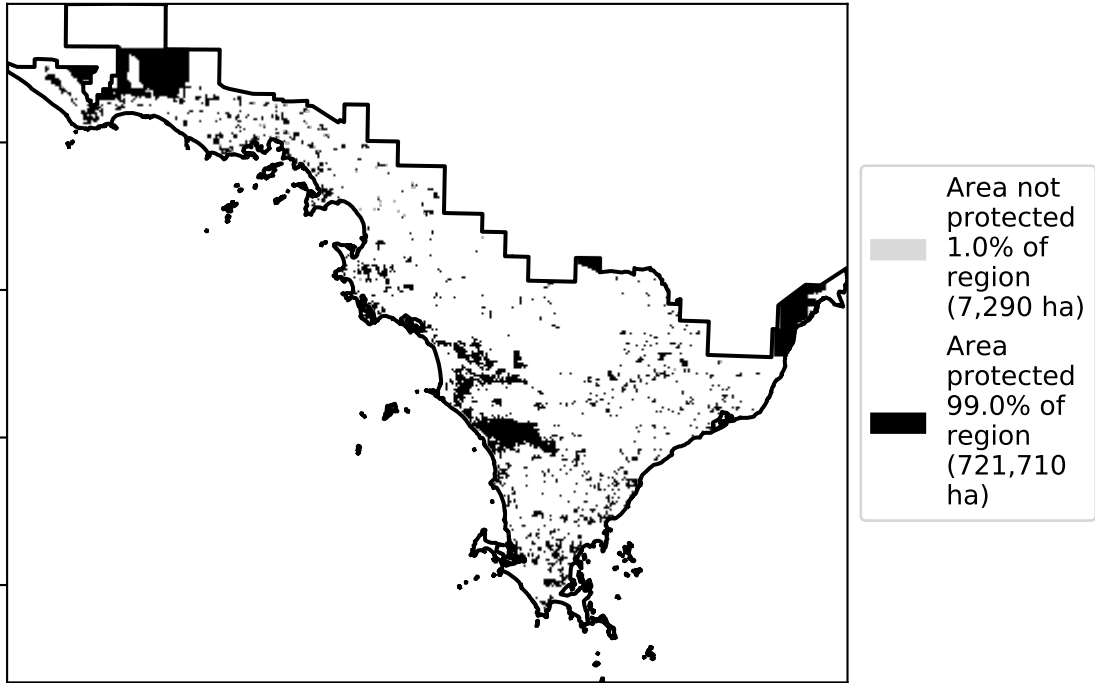 Area not
protected
1.0% of
region
(7,290 ha)
Area
protected
99.0% of
region
(721,710
ha)